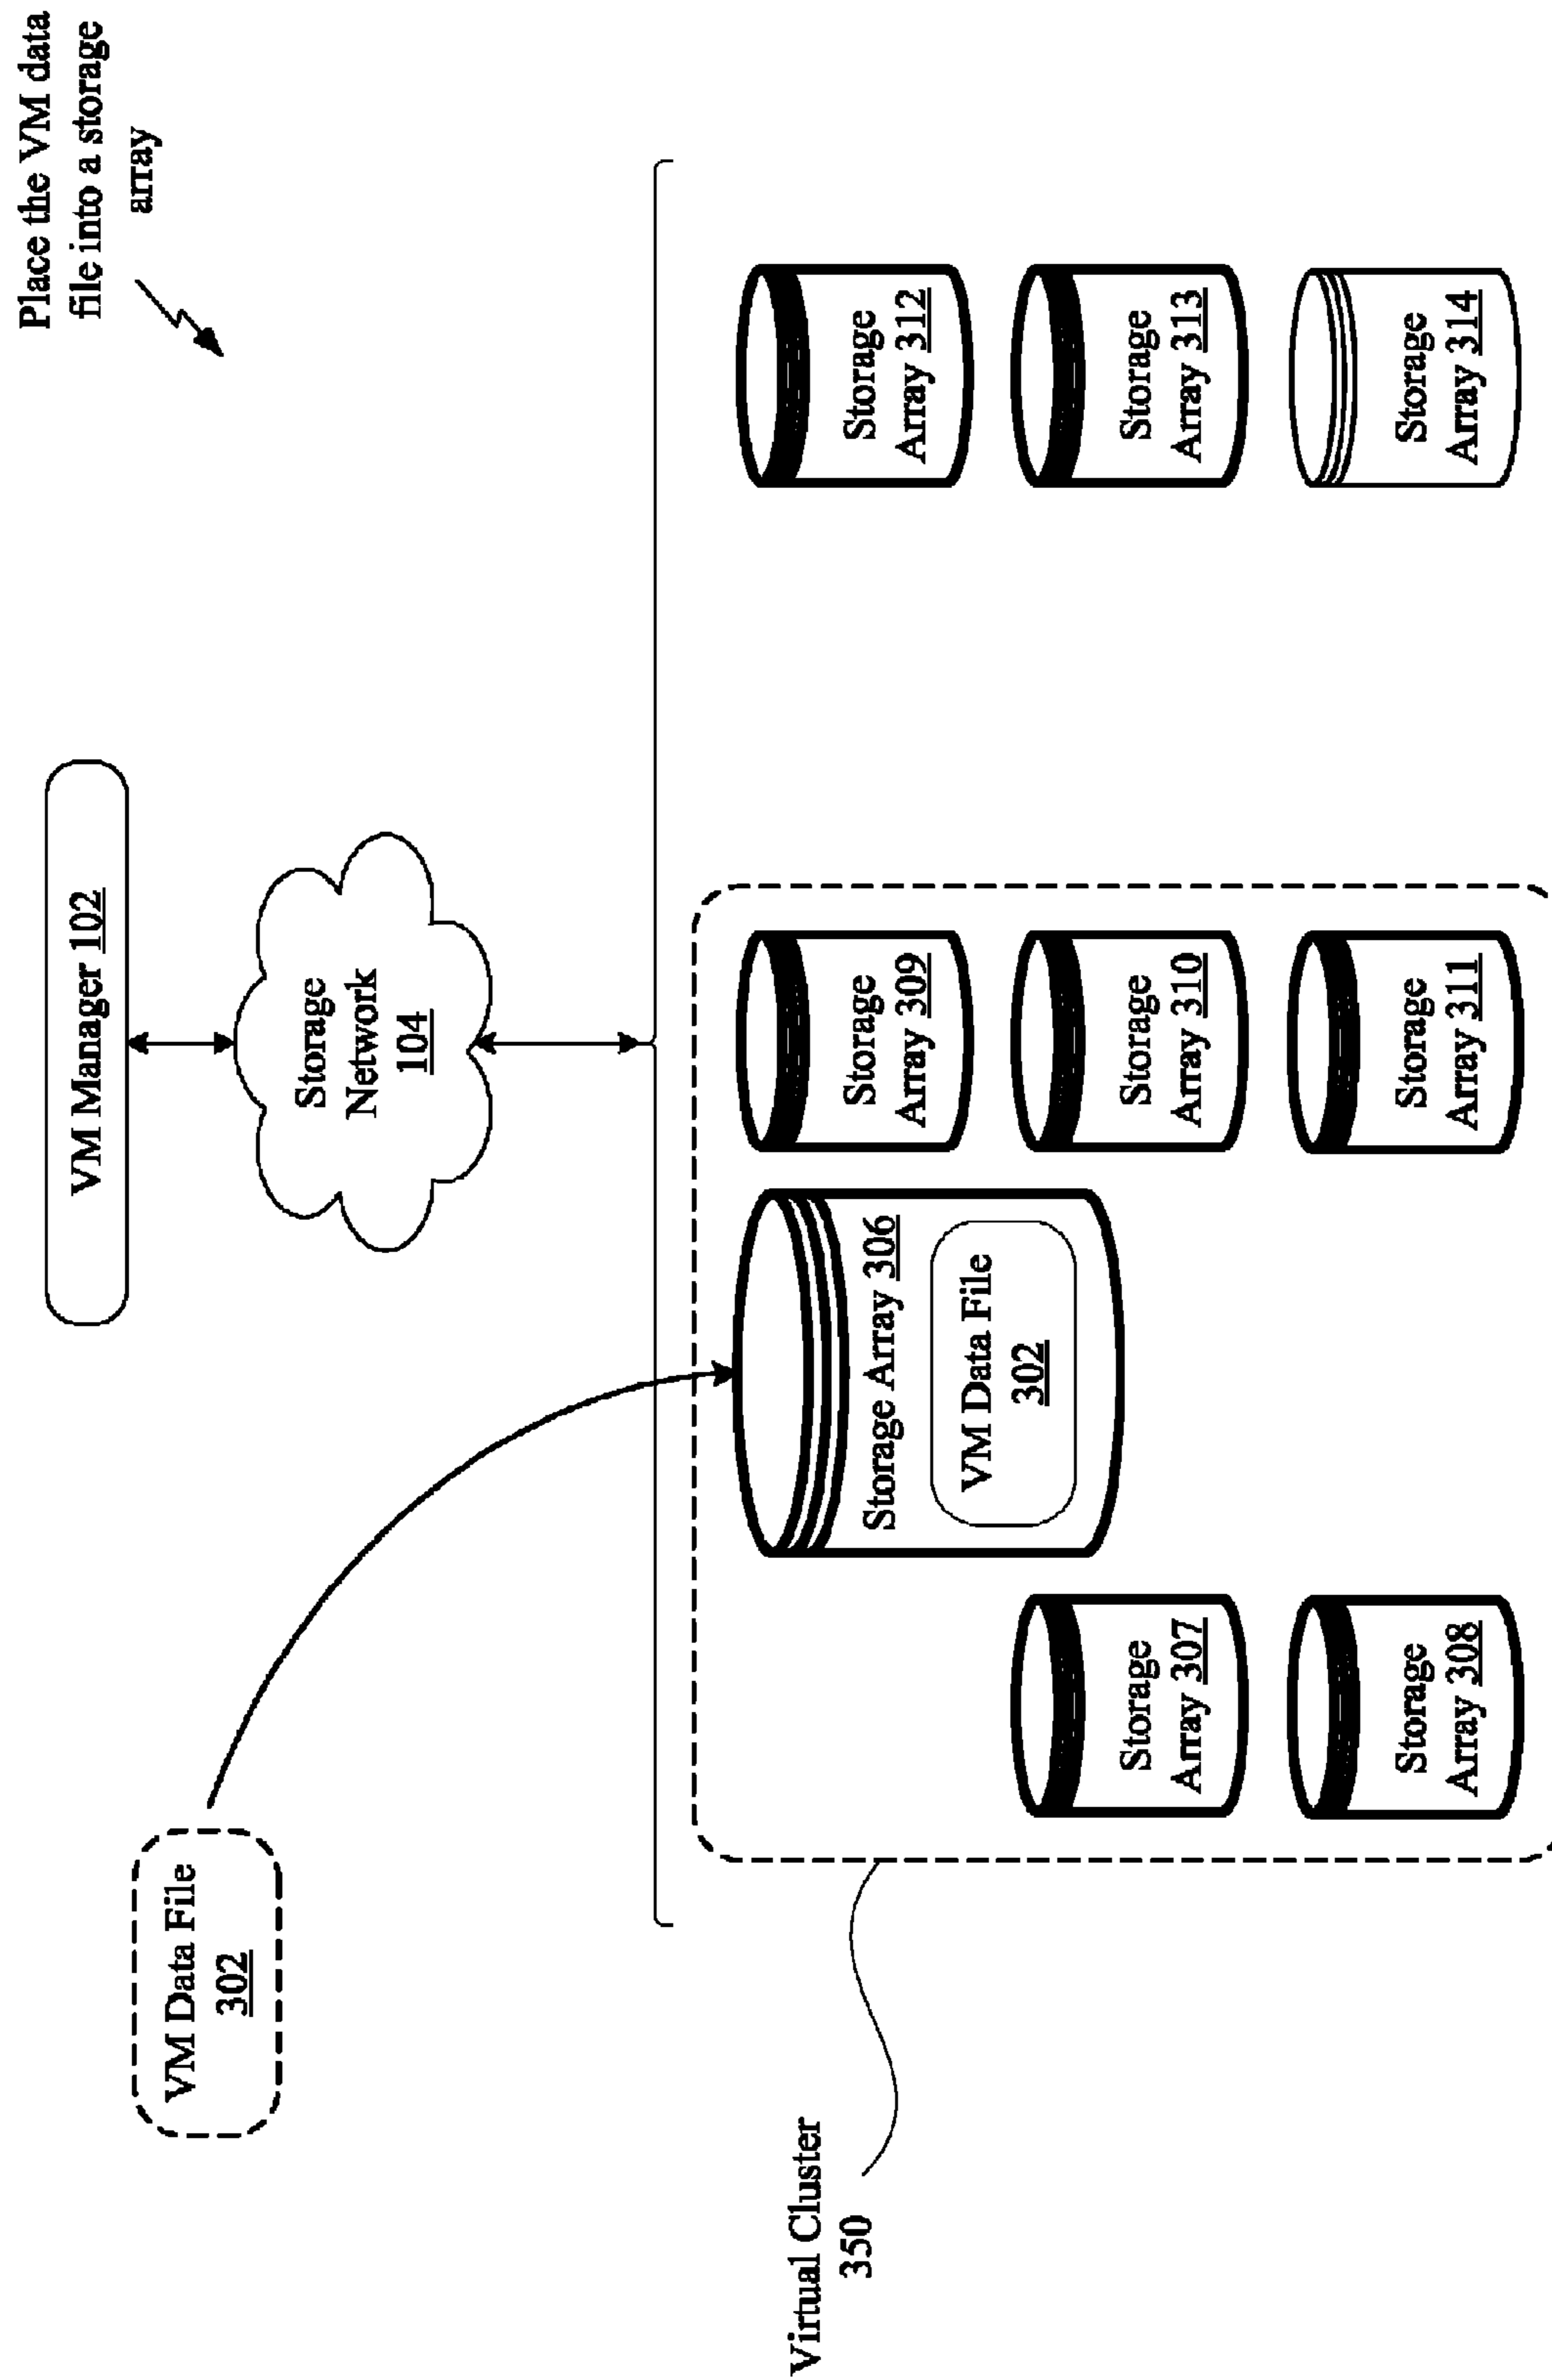 Place the VM data
file into a storage
array
VM Manager 102
Storage
Network
104
VM Data File
302
Virtual Cluster
350
Storage Array 306
VM Data File
302
Storage
Array 307
Storage
Array 308
Storage
Array 309
Storage
Array 310
Storage
Array 311
Storage
Array 312
Storage
Array 313
Storage
Array 314